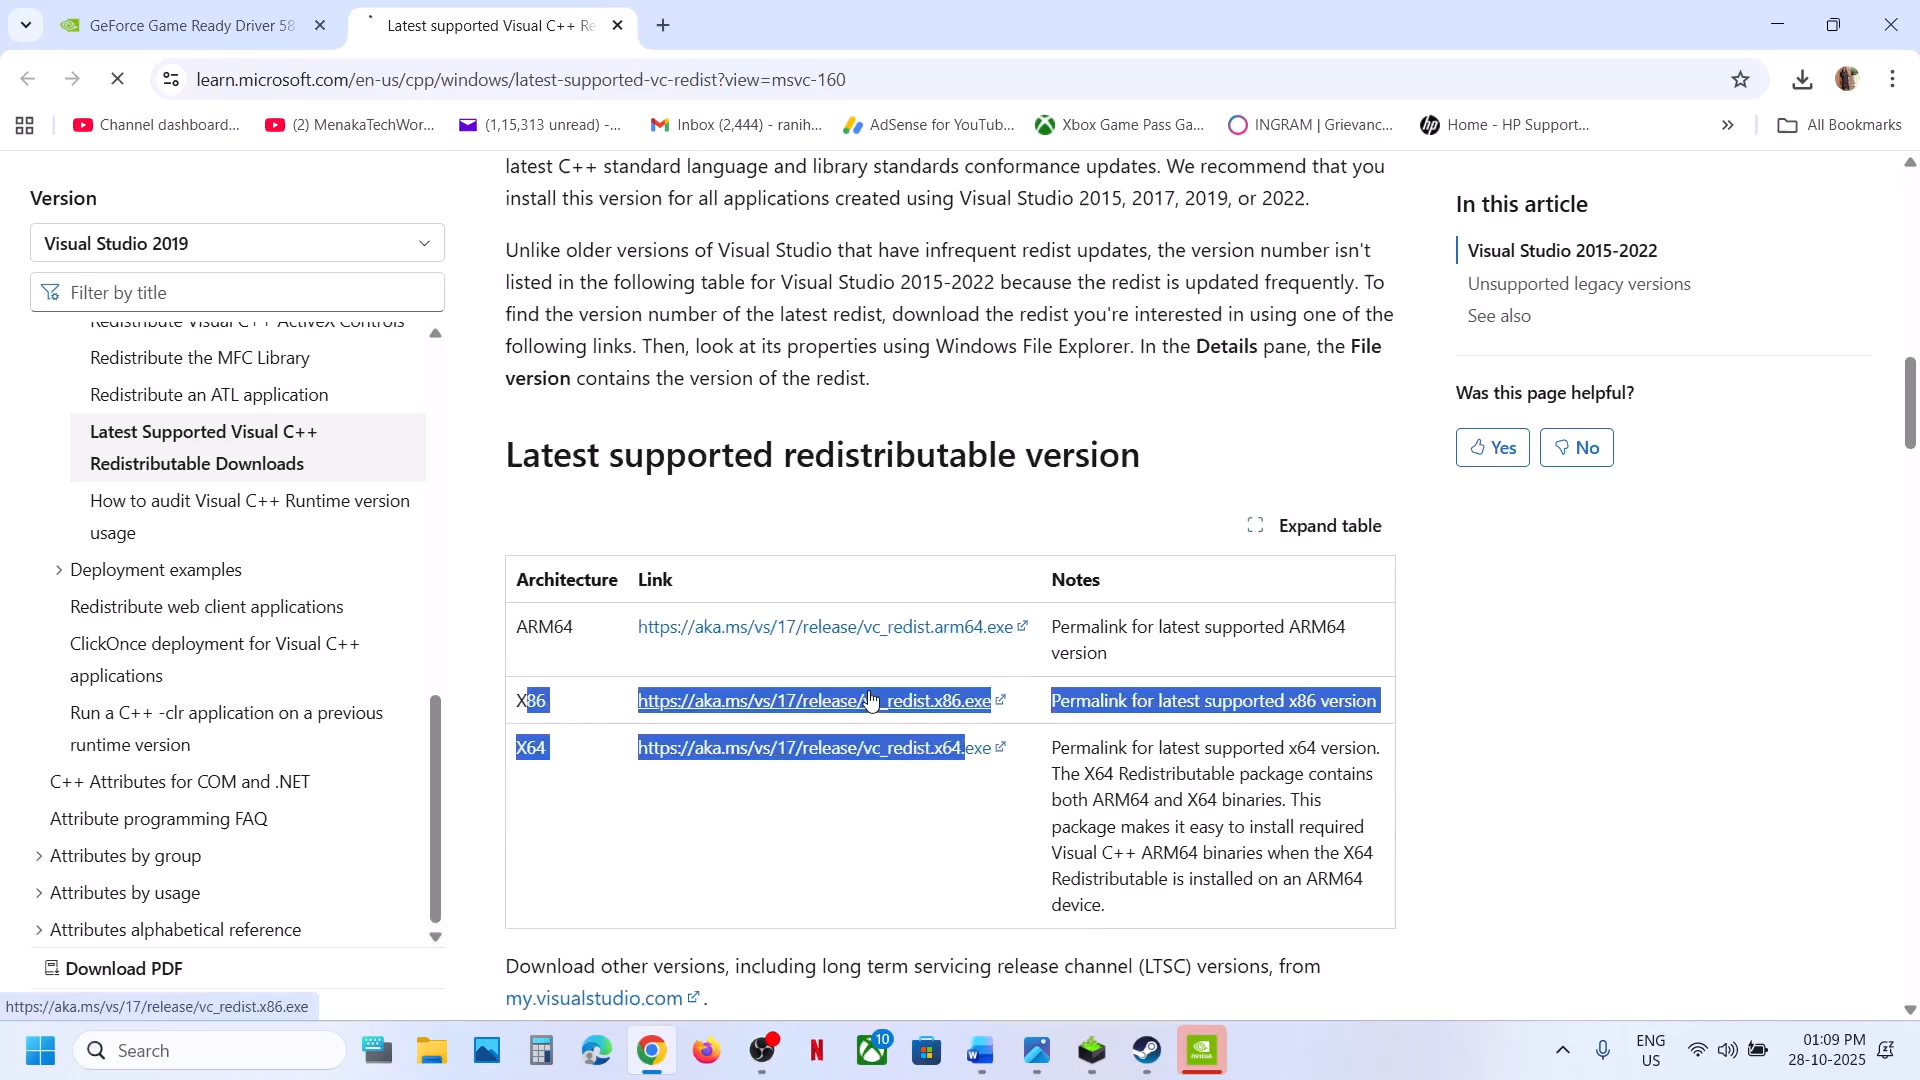 GeForce Game Ready Driver 58
Latest supported Visual C++ Re
learn.microsoft.com/en-us/cpp/windows/latest-supported-vc-redist?view=msvc-160
Channel dashboard...
(2) MenakaTechWor...
(1,15,313 unread) -...
Inbox (2,444) - ranih...
AdSense for YouTub...
Xbox Game Pass Ga...
INGRAM | Grievanc...
Home - HP Support...
All Bookmarks
Version
Visual Studio 2019
Filter by title
Redistribute Visual C++ ActiveX Controls
Redistribute the MFC Library
Redistribute an ATL application
Latest Supported Visual C++
Redistributable Downloads
How to audit Visual C++ Runtime version
usage
Deployment examples
Redistribute web client applications
ClickOnce deployment for Visual C++
applications
Run a C++ -clr application on a previous
runtime version
C++ Attributes for COM and .NET
Attribute programming FAQ
Attributes by group
Attributes by usage
Attributes alphabetical reference
Download PDF
latest C++ standard language and library standards conformance updates. We recommend that you
install this version for all applications created using Visual Studio 2015, 2017, 2019, or 2022.
Unlike older versions of Visual Studio that have infrequent redist updates, the version number isn't
listed in the following table for Visual Studio 2015-2022 because the redist is updated frequently. To
find the version number of the latest redist, download the redist you're interested in using one of the
following links. Then, look at its properties using Windows File Explorer. In the Details pane, the File
version contains the version of the redist.
Latest supported redistributable version
Expand table
Architecture Link Notes
ARM64 https://aka.ms/vs/17/release/vc_redist.arm64.exe Permalink for latest supported ARM64
version
X86 https://aka.ms/vs/17/release/vc_redist.x86.exe Permalink for latest supported x86 version
X64 https://aka.ms/vs/17/release/vc_redist.x64.exe Permalink for latest supported x64 version.
The X64 Redistributable package contains
both ARM64 and X64 binaries. This
package makes it easy to install required
Visual C++ ARM64 binaries when the X64
Redistributable is installed on an ARM64
device.
Download other versions, including long term servicing release channel (LTSC) versions, from
my.visualstudio.com .
In this article
Visual Studio 2015-2022
Unsupported legacy versions
See also
Was this page helpful?
Yes
No
https://aka.ms/vs/17/release/vc_redist.x86.exe
Search
10
ENG
US
01:09 PM
28-10-2025